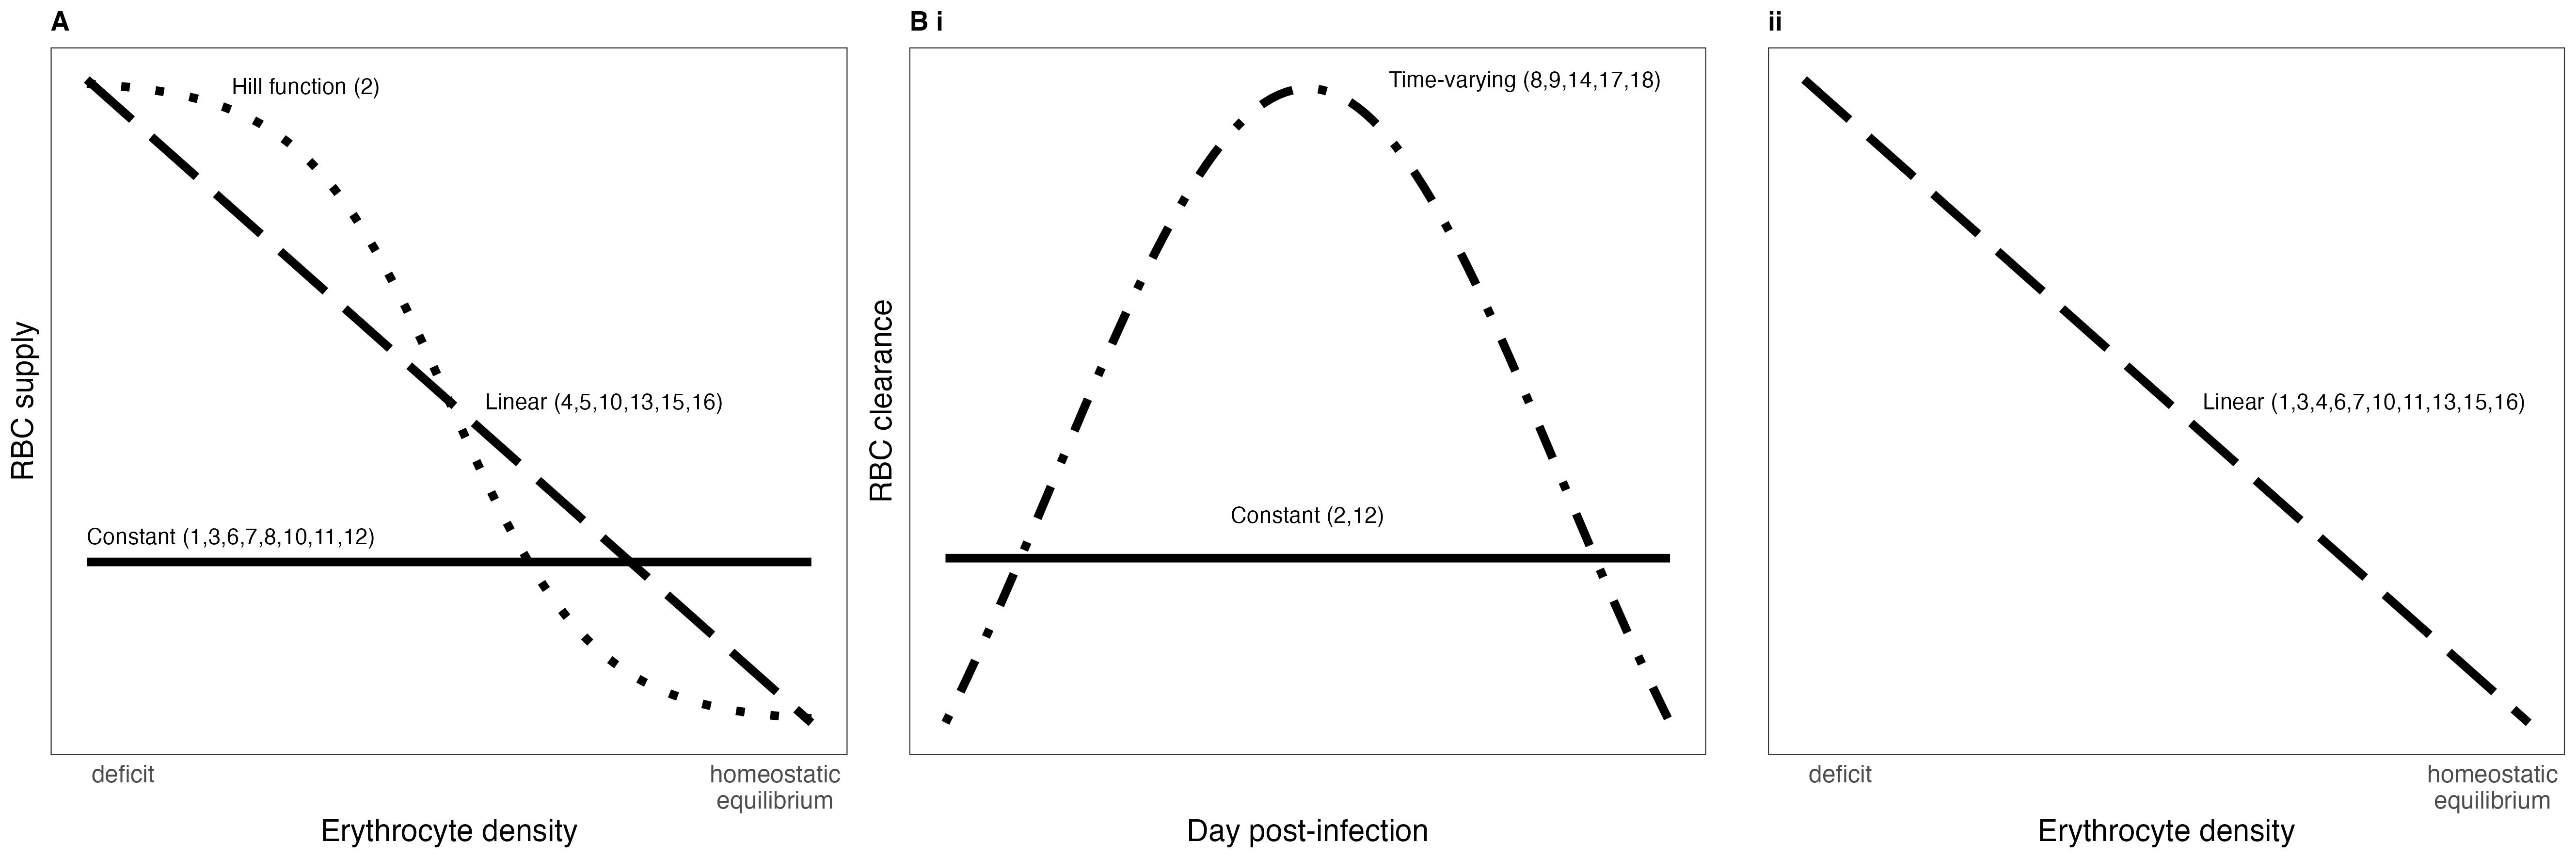 A
Hill function (2)
Linear (4,5,10,13,15,16)
Constant (1,3,6,7,8,10,11,12)
RBC supply
deficit
homeostatic
equilibrium
Erythrocyte density
B i
Time-varying (8,9,14,17,18)
Constant (2,12)
RBC clearance
Day post-infection
ii
Linear (1,3,4,6,7,10,11,13,15,16)
deficit
homeostatic
equilibrium
Erythrocyte density